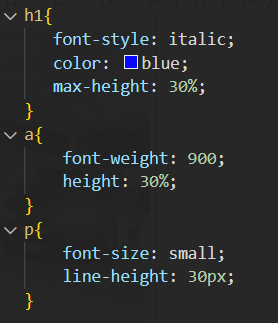 h1{
font-style: italic;
color: blue;
max-height: 30%;
}
a{
font-weight: 900;
height: 30%;
}
p{
font-size: small;
line-height: 30px;
}